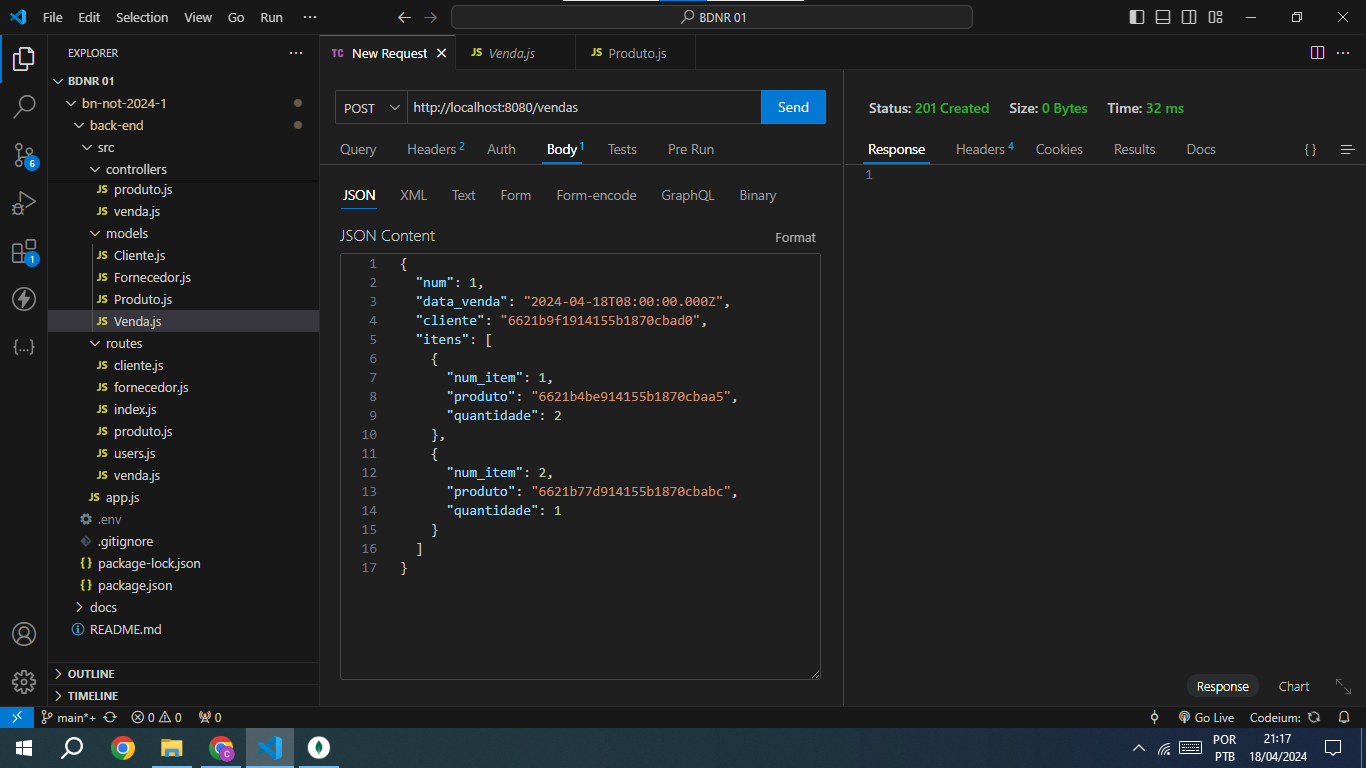 File Edit Selection View Go Run ···
BDNR 01
EXPLORER
BDNR 01
bn-not-2024-1
back-end
src
controllers
JS produto.js
JS venda.js
models
JS Cliente.js
JS Fornecedor.js
JS Produto.js
JS Venda.js
routes
JS cliente.js
JS fornecedor.js
JS index.js
JS produto.js
JS users.js
JS venda.js
JS app.js
.env
.gitignore
{} package-lock.json
{} package.json
docs
README.md
OUTLINE
TIMELINE
6
1
TC New Request
JS Venda.js
JS Produto.js
POST http://localhost:8080/vendas Send
Query Headers 2 Auth Body 1 Tests Pre Run
JSON XML Text Form Form-encode GraphQL Binary
JSON Content Format
1 {
2 "num": 1,
3 "data_venda": "2024-04-18T08:00:00.000Z",
4 "cliente": "6621b9f1914155b1870cbad0",
5 "itens": [
6 {
7 "num_item": 1,
8 "produto": "6621b4be914155b1870cbaa5",
9 "quantidade": 2
10 },
11 {
12 "num_item": 2,
13 "produto": "6621b77d914155b1870cbabc",
14 "quantidade": 1
15 }
16 ]
17 }
Status: 201 Created Size: 0 Bytes Time: 32 ms
Response Headers 4 Cookies Results Docs {}
1
Response Chart
main*+ 0 0 0 Go Live Codeium:
POR
PTB
21:17
18/04/2024